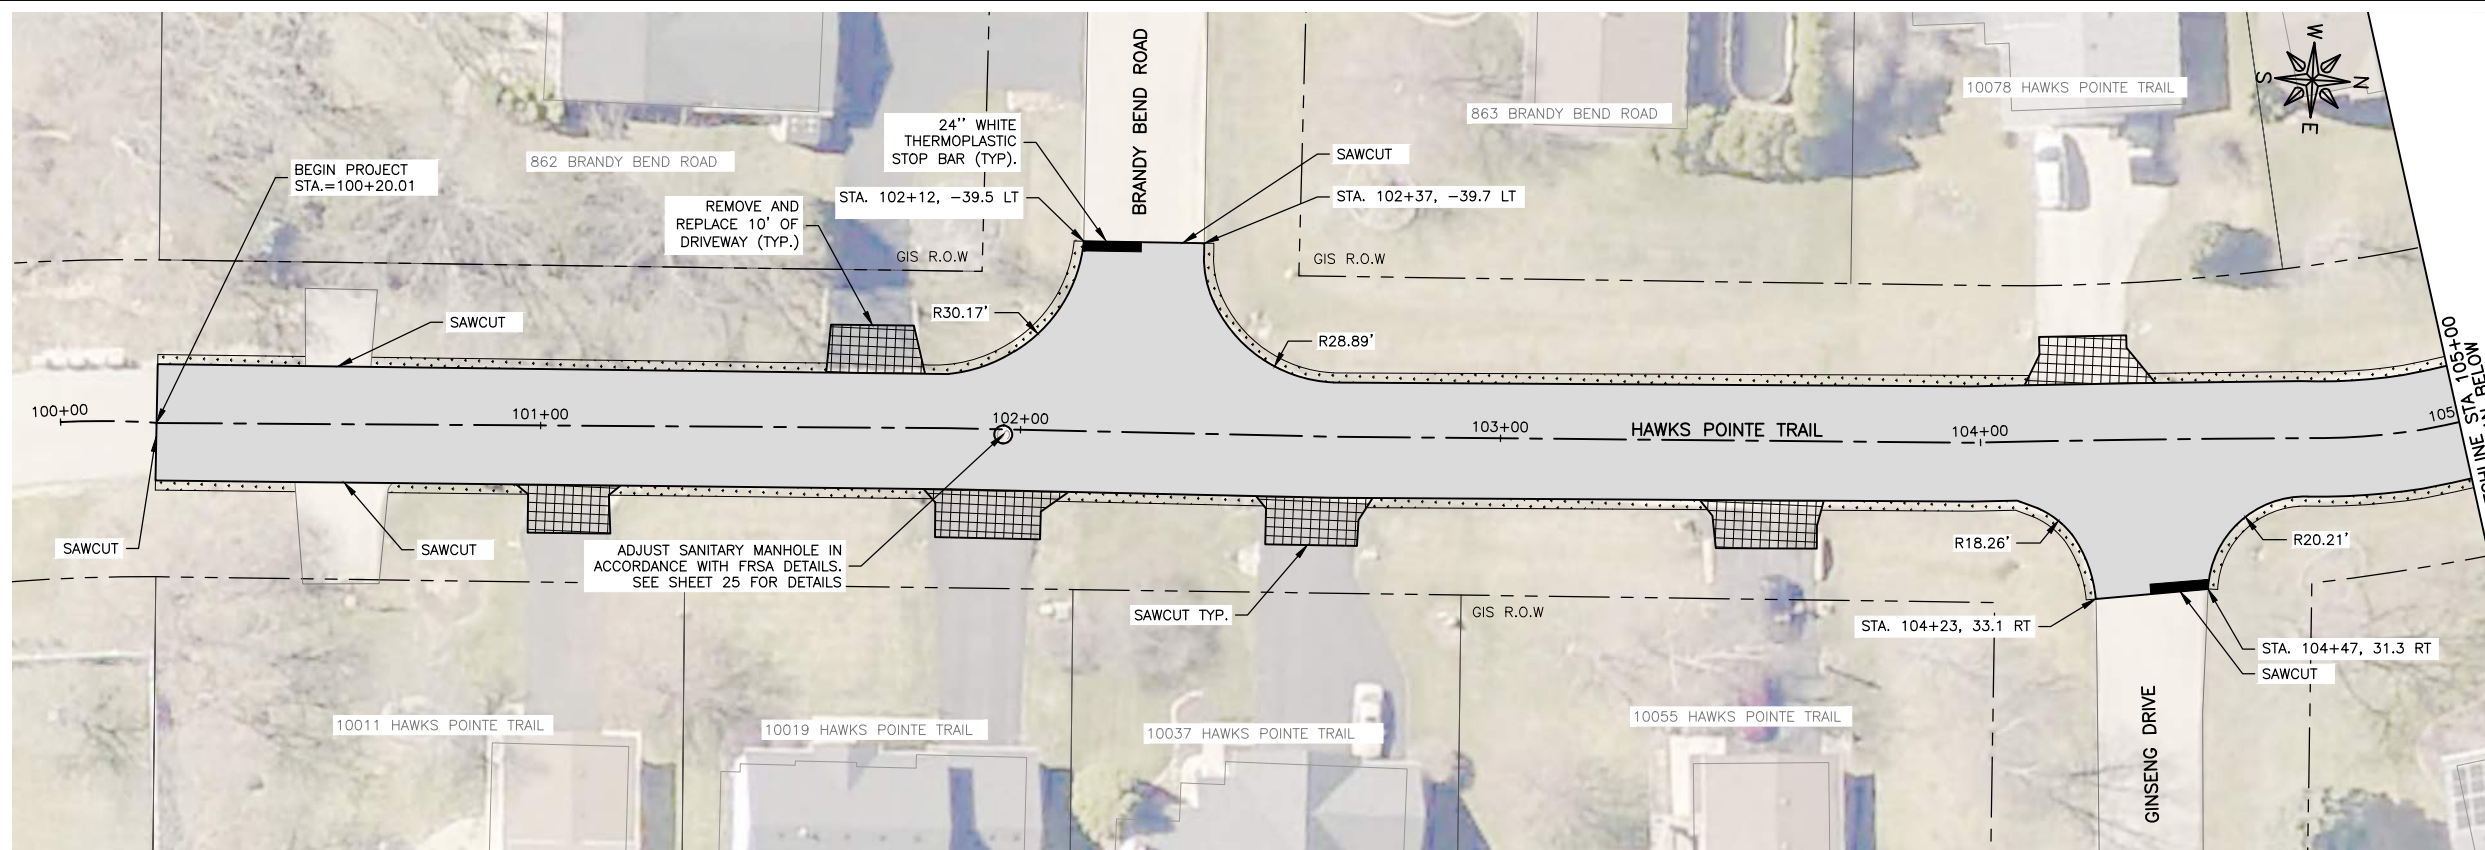 W
N
S
E
10078 HAWKS POINTE TRAIL
863 BRANDY BEND ROAD
BRANDY BEND ROAD
24'' WHITE
THERMOPLASTIC
STOP BAR (TYP).
SAWCUT
862 BRANDY BEND ROAD
BEGIN PROJECT
STA.=100+20.01
STA. 102+12, -39.5 LT
STA. 102+37, -39.7 LT
REMOVE AND
REPLACE 10' OF
DRIVEWAY (TYP.)
GIS R.O.W
GIS R.O.W
R30.17'
SAWCUT
R28.89'
STA 105+00
BELOW
100+00
101+00
102+00
103+00
HAWKS POINTE TRAIL
104+00
105
SAWCUT
SAWCUT
ADJUST SANITARY MANHOLE IN
ACCORDANCE WITH FRSA DETAILS.
SEE SHEET 25 FOR DETAILS
R18.26'
R20.21'
SAWCUT TYP.
GIS R.O.W
STA. 104+23, 33.1 RT
STA. 104+47, 31.3 RT
SAWCUT
10011 HAWKS POINTE TRAIL
10019 HAWKS POINTE TRAIL
10037 HAWKS POINTE TRAIL
10055 HAWKS POINTE TRAIL
GINSENG DRIVE